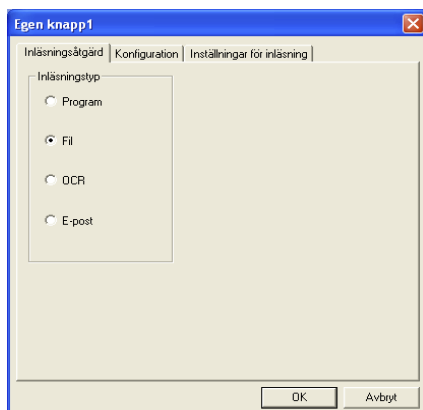 Egen knapp1
Inläsningsåtgärd Konfiguration Inställningar för inläsning
Inläsningstyp
Program
Fil
OCR
E-post
OK Avbryt